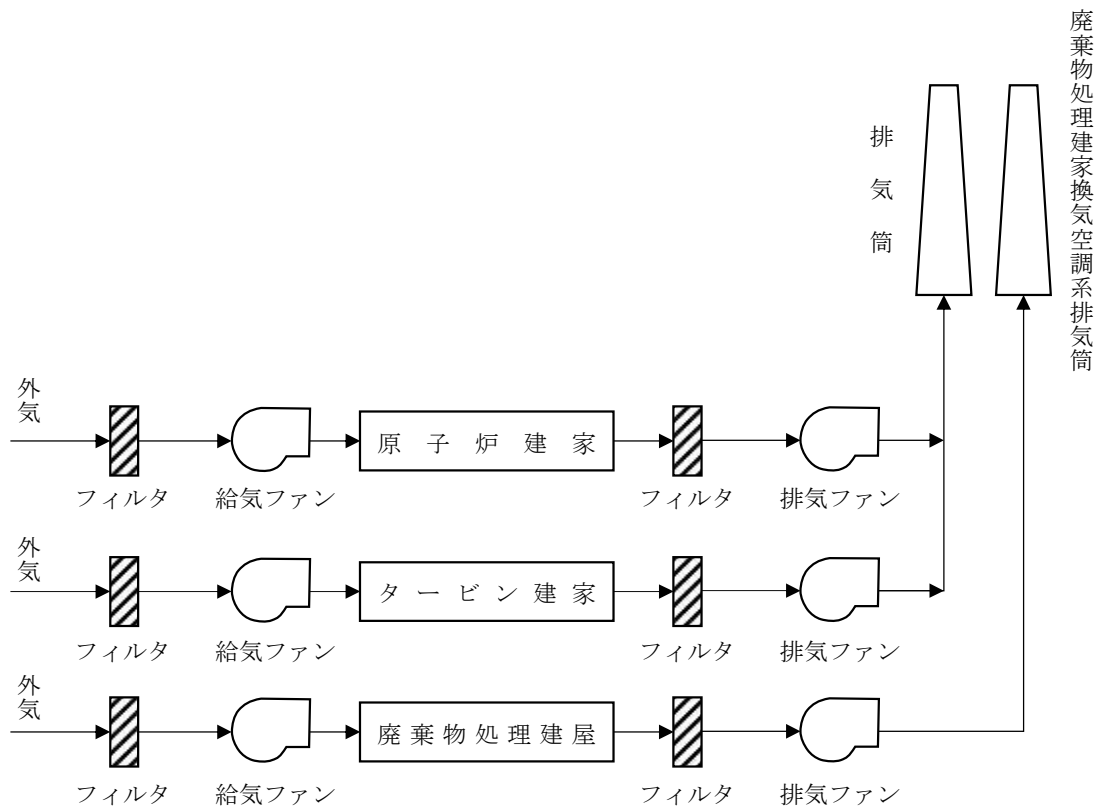 廃棄物処理建家換気空調系排気筒
排気筒
外気
フィルタ
給気ファン
原子炉建家
フィルタ
排気ファン
外気
フィルタ
給気ファン
タービン建家
フィルタ
排気ファン
外気
フィルタ
給気ファン
廃棄物処理建屋
フィルタ
排気ファン